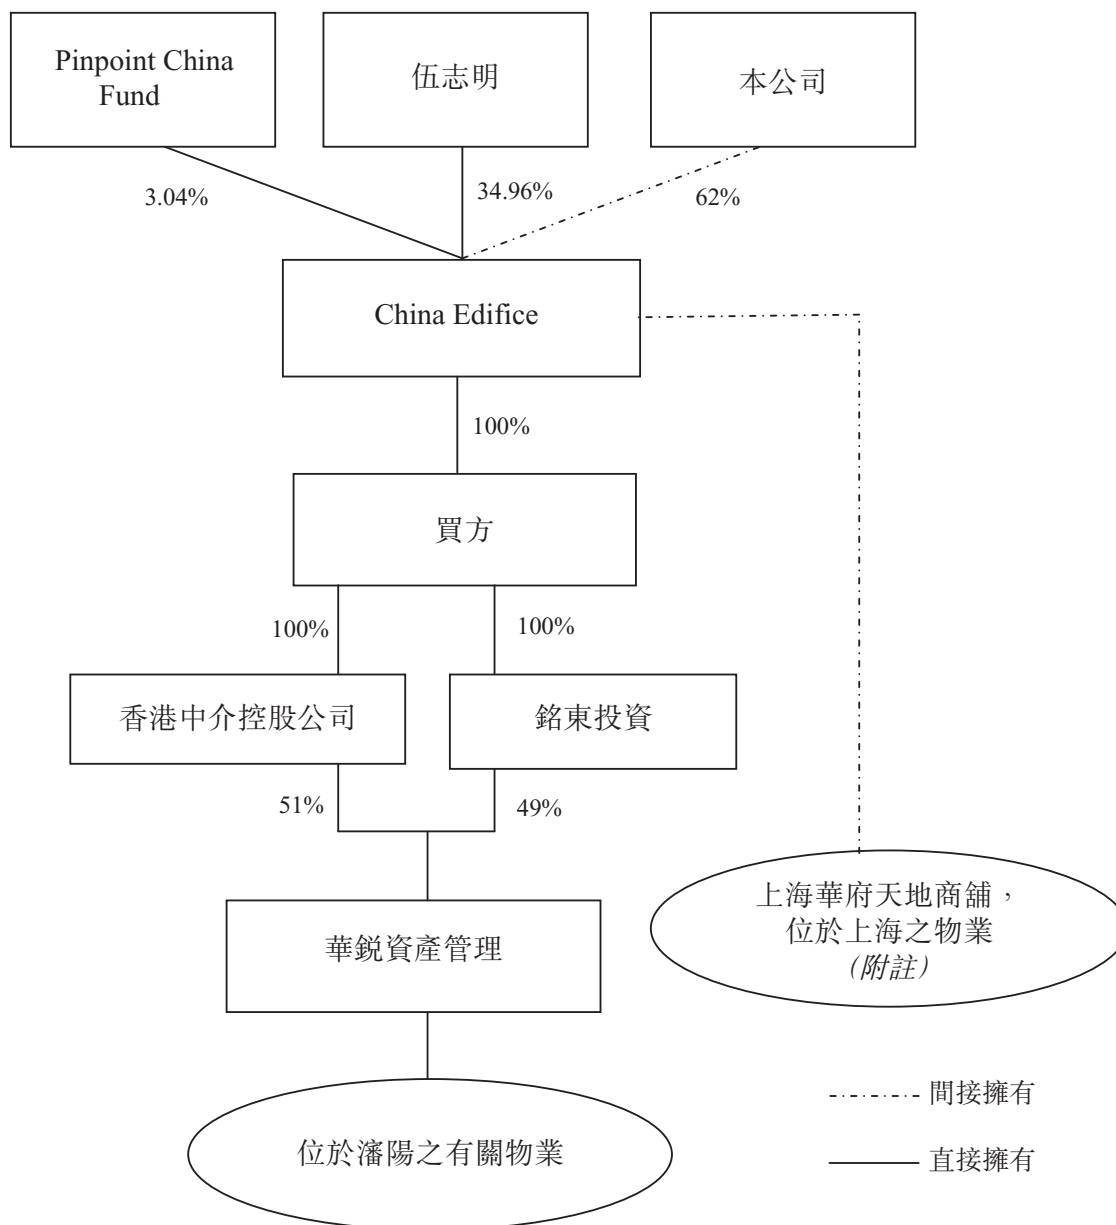 Pinpoint China
Fund
伍志明
本公司
3.04%
34.96%
62%
China Edifice
100%
買方
100%
100%
香港中介控股公司
銘東投資
51%
49%
華鋭資產管理
上海華府天地商舖，
位於上海之物業
（附註）
位於瀋陽之有關物業
間接擁有
直接擁有